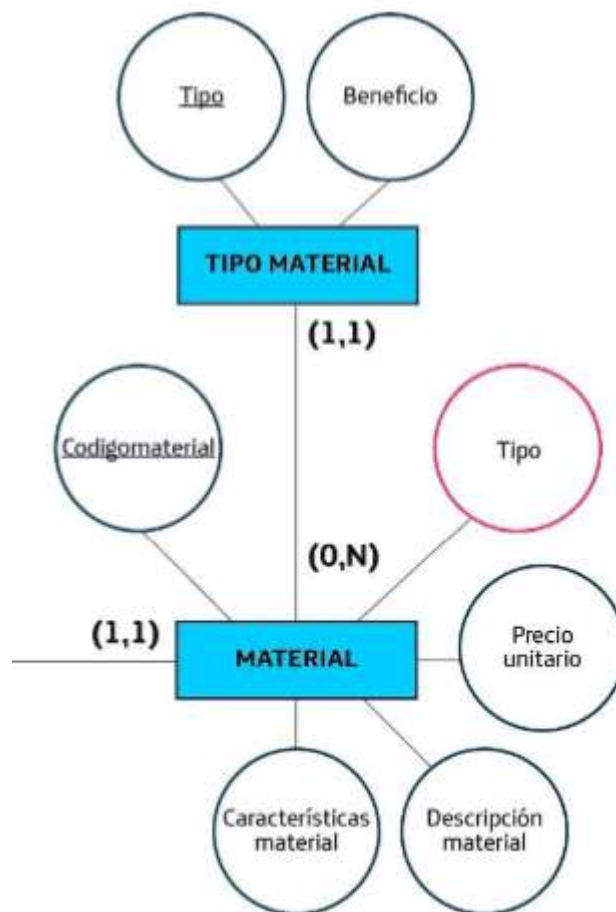 Tipo
Beneficio
TIPO MATERIAL
(1,1)
Codigomaterial
Tipo
(0,N)
(1,1)
MATERIAL
Precio
unitario
Características
material
Descripción
material